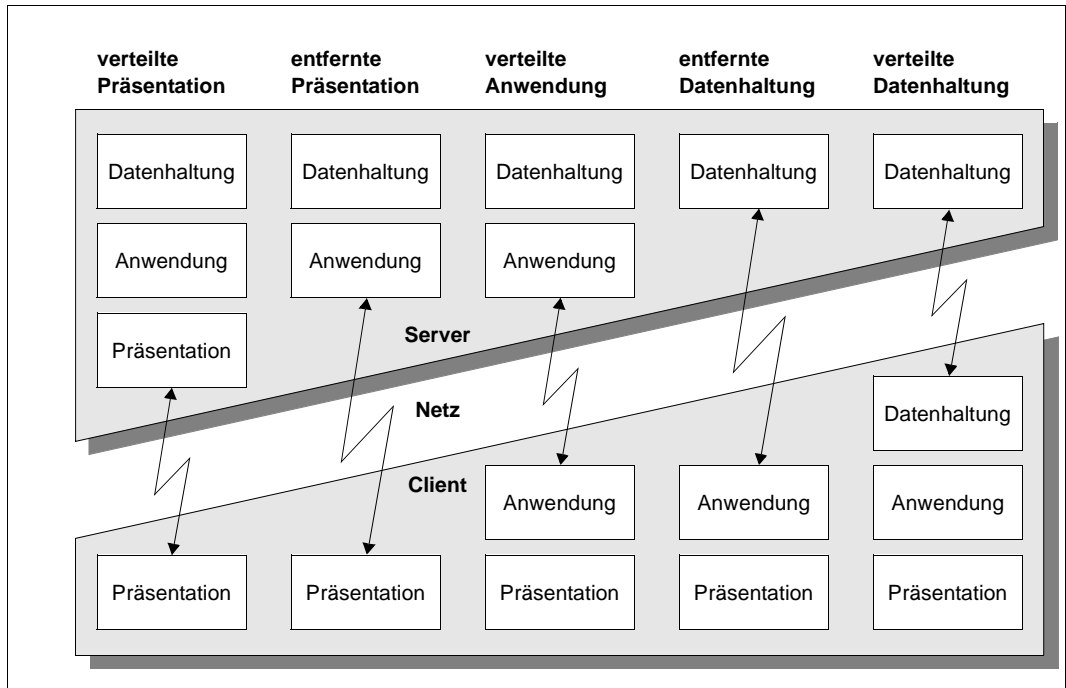 verteilte
Präsentation
entfernte
Präsentation
verteilte
Anwendung
entfernte
Datenhaltung
verteilte
Datenhaltung
Datenhaltung
Datenhaltung
Datenhaltung
Datenhaltung
Datenhaltung
Anwendung
Anwendung
Anwendung
Präsentation
Server
Netz
Client
Datenhaltung
Anwendung
Anwendung
Anwendung
Präsentation
Präsentation
Präsentation
Präsentation
Präsentation